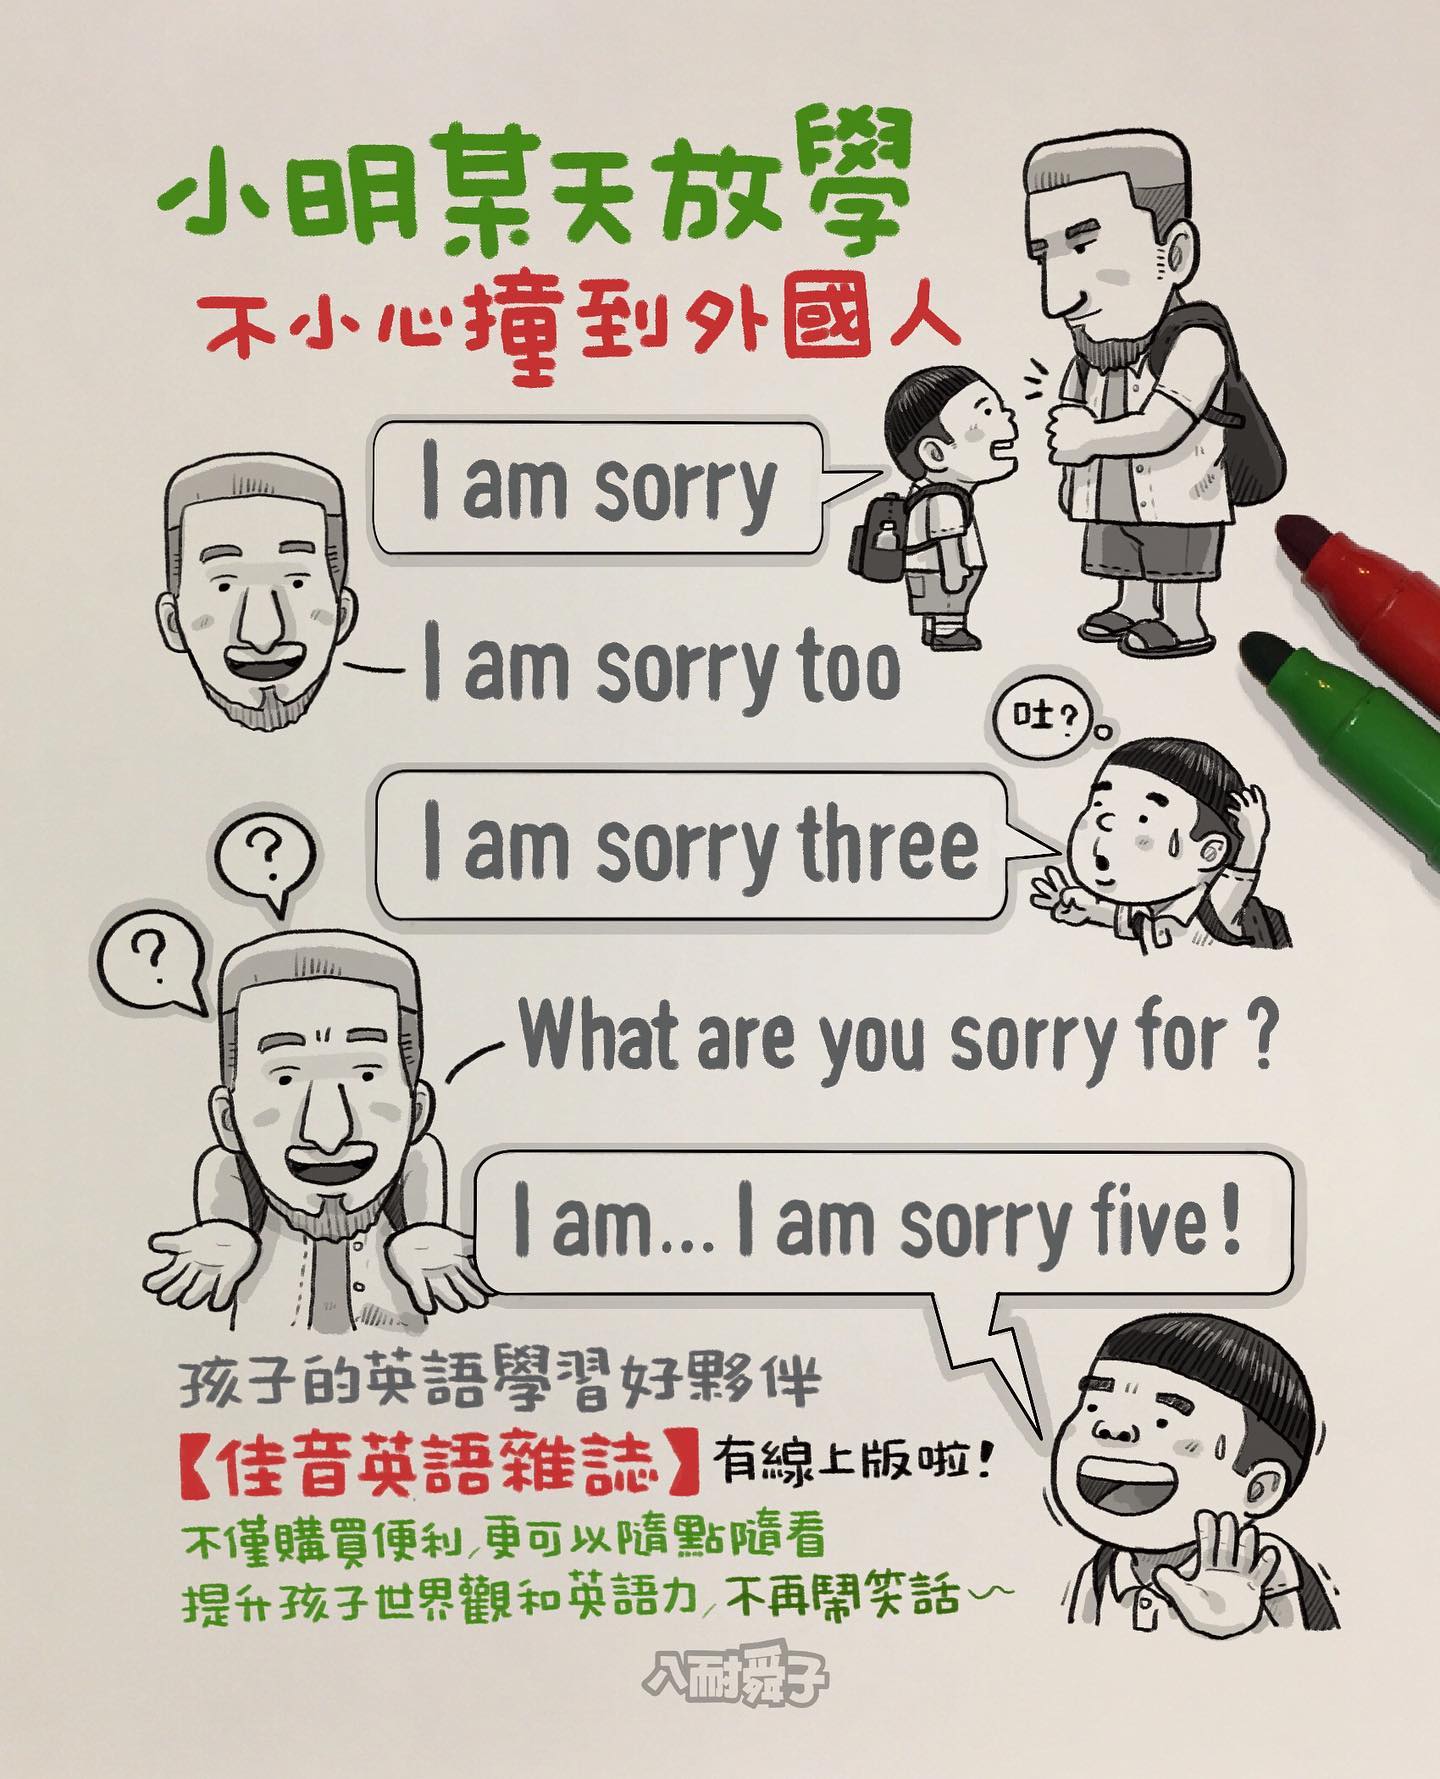 小明某天放學
不小心撞到外國人
I am sorry
I am sorry too
吐?
I am sorry three
?
?
What are you sorry for ?
I am... I am sorry five!
孩子的英語學習好夥伴
【佳音英語雜誌】有線上版啦!
不僅購買便利,更可以隨點隨看
提升孩子世界觀和英語力,不再鬧笑話~
八耐舜子